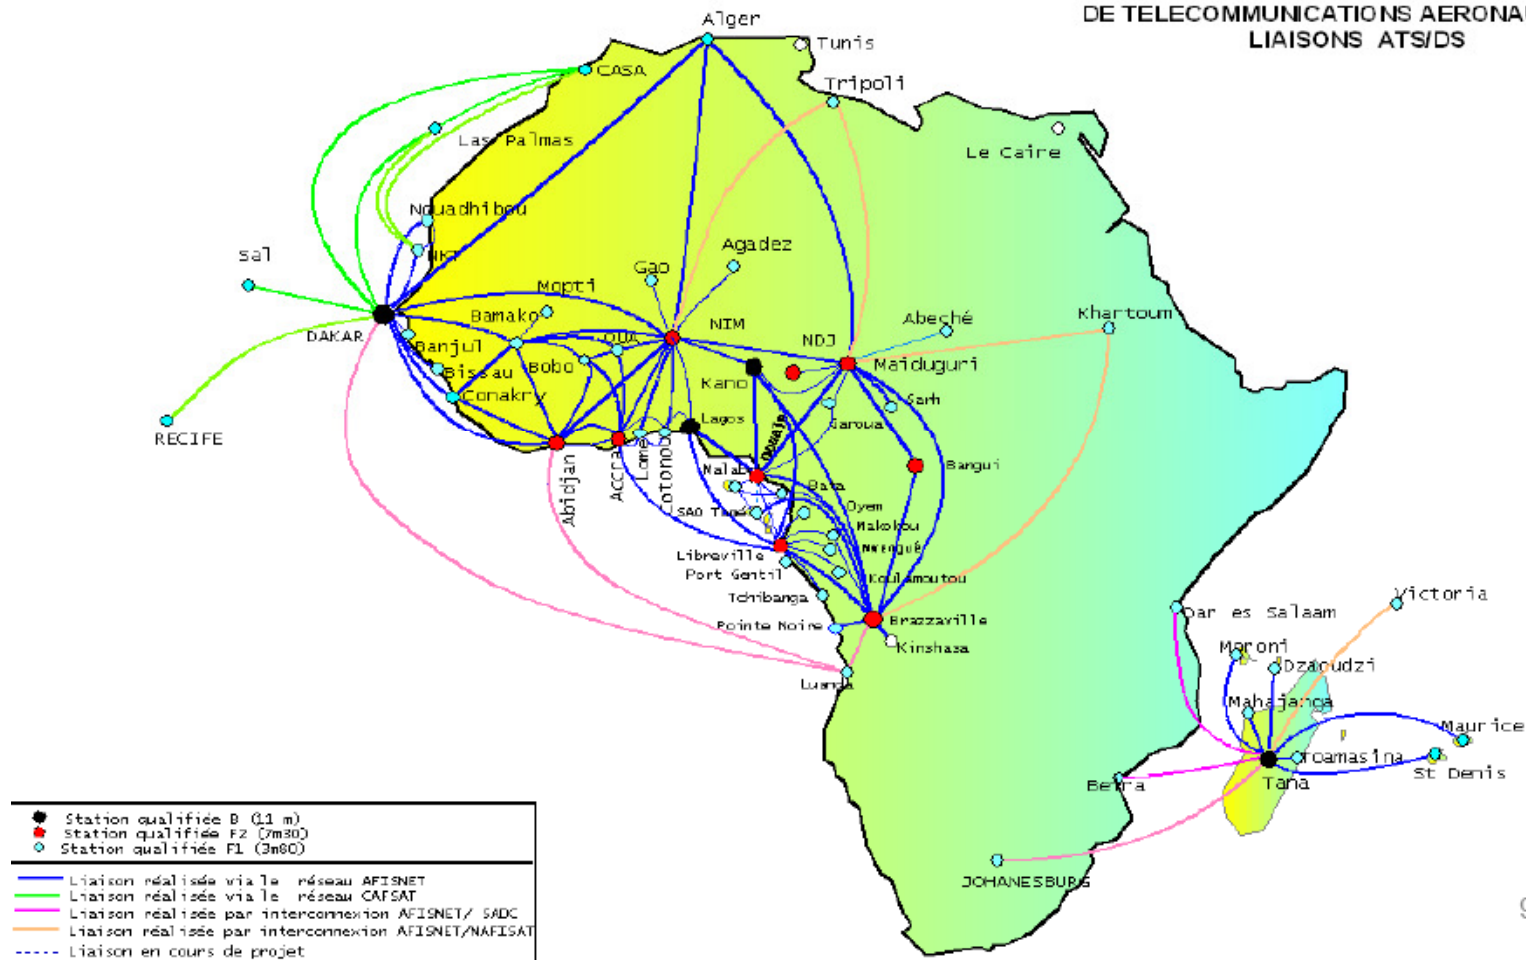 DE TELECOMMUNICATIONS AERONA
LIAISONS ATS/DS
Alger
Tunis
CASA
Tripoli
Las Palmas
Le Caire
Nouadhibou
NKT
Sal
Agadez
Gao
Mopti
Bamako
NIM
NDJ
Abeché
Khartoum
DAKAR
OUA
Banjul
Bobo
Maiduguri
Bissau
Kano
Conakry
Sarh
Garoua
Lagos
RECIFE
Douala
Abidjan
Accra
Lome
Cotonob
Bangui
Malab
Bata
Oyem
SAO Tomé
Makokou
Libreville
Port Gentil
Koulamoutou
Tchibanga
Victoria
Dar es Salaam
Pointe Noire
Brazzaville
Kinshasa
Moroni
Dzaoudzi
Luanda
Mahajanga
Maurice
Toamasina
St Denis
Beira
Tana
JOHANESBURG
Station qualifiée B (11 m)
Station qualifiée F2 (7m30)
Station qualifiée F1 (3m80)
Liaison réalisée via le réseau AFISNET
Liaison réalisée via le réseau CAFSAT
Liaison réalisée par interconnexion AFISNET/ SADC
Liaison réalisée par interconnexion AFISNET/NAFISAT
Liaison en cours de projet
9